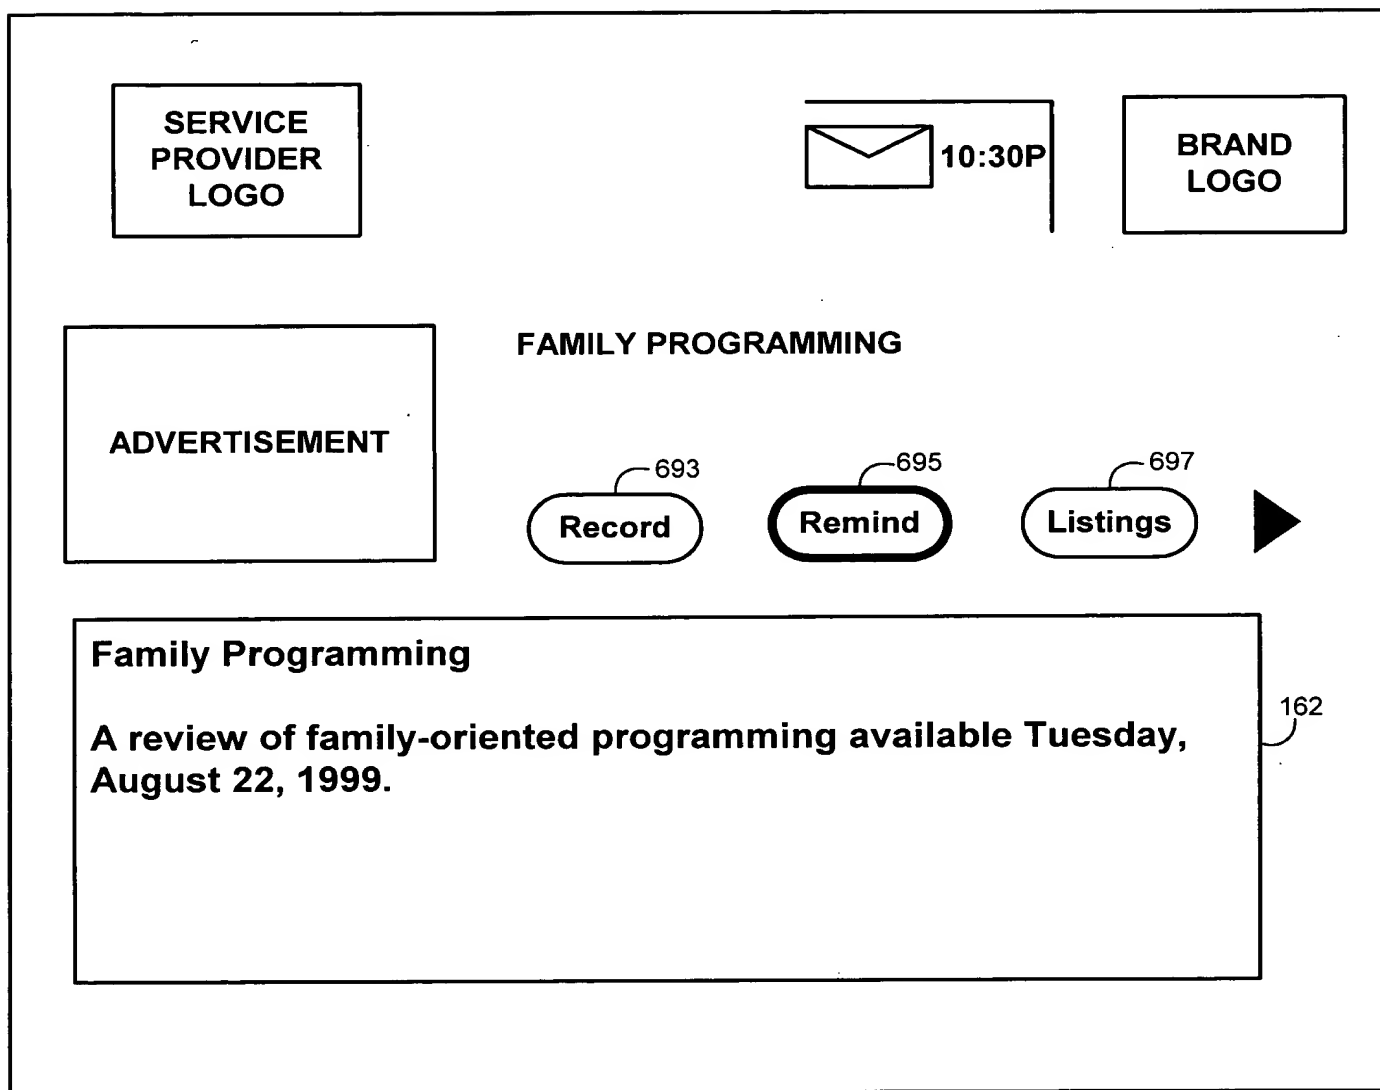 SERVICE
PROVIDER
LOGO
10:30P
BRAND
LOGO
FAMILY PROGRAMMING
ADVERTISEMENT
693
695
697
Record
Remind
Listings
Family Programming
A review of family-oriented programming available Tuesday,
August 22, 1999.
162